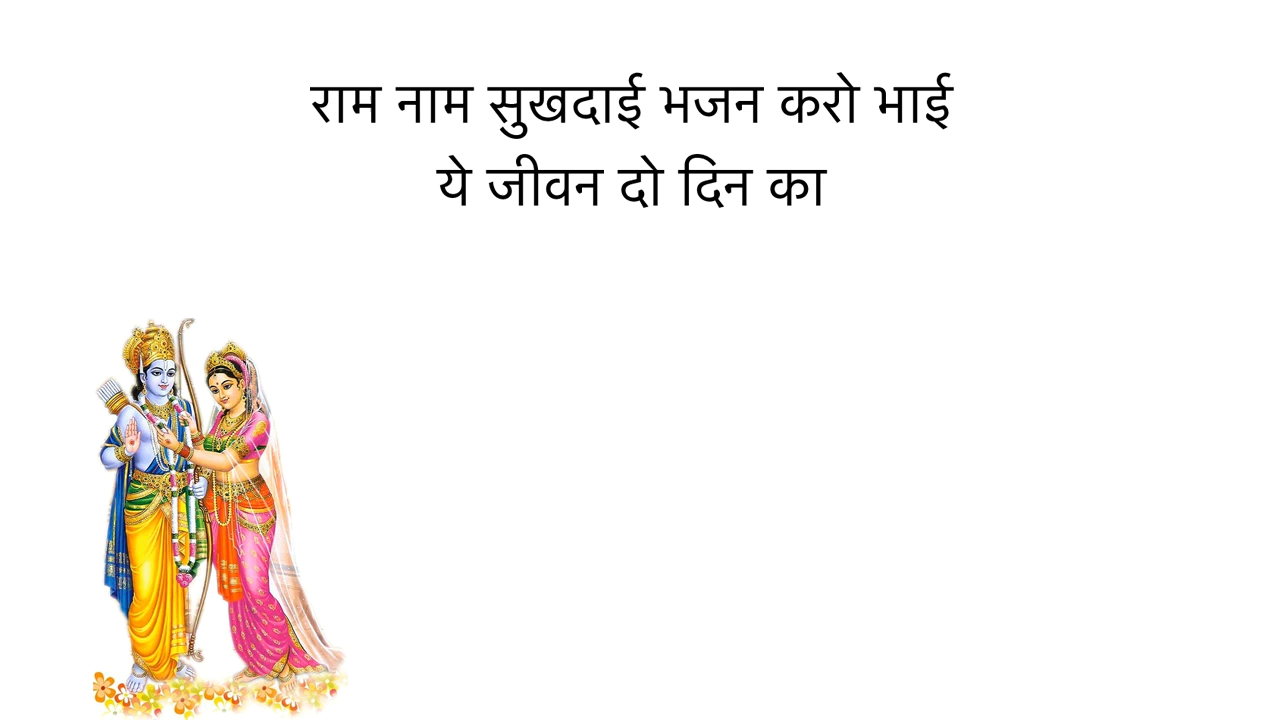 राम नाम सुखदाई भजन करो भाई
ये जीवन दो दिन का